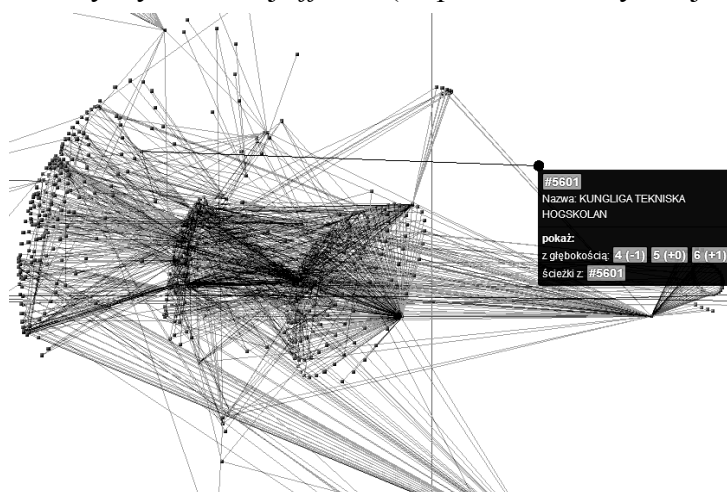 #5601
Nazwa: KUNGLIGA TEKNISKA
HOGSKOLAN
pokaż:
z głębokością: 4 (-1) 5 (+0) 6 (+1)
ścieżki z: #5601